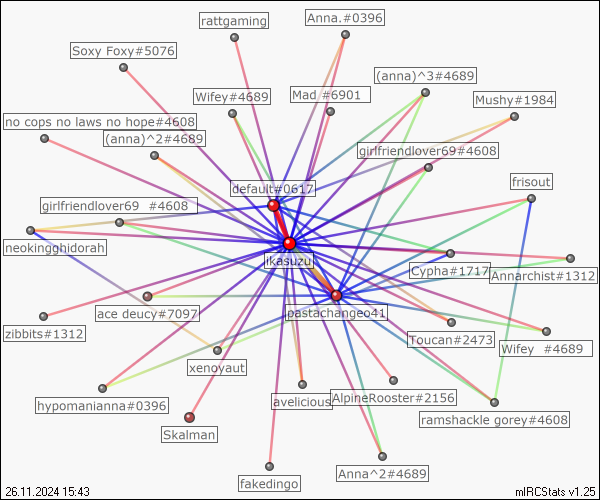 rattgaming
Anna.#0396
Soxy Foxy#5076
(anna)^3#4689
Wifey#4689
Mad #6901
Mushy#1984
no cops no laws no hope#4608
(anna)^2#4689
girlfriendlover69#4608
default#0617
frisout
girlfriendlover69 #4608
neokingghidorah
ikasuzu
Cypha#1717
Annarchist#1312
ace deucy#7097
pastachangeo41
zibbits#1312
Toucan#2473
Wifey #4689
xenoyaut
hypomanianna#0396
avelicious
AlpineRooster#2156
ramshackle gorey#4608
Skalman
Anna^2#4689
fakedingo
26.11.2024 15:43
mIRCStats v1.25